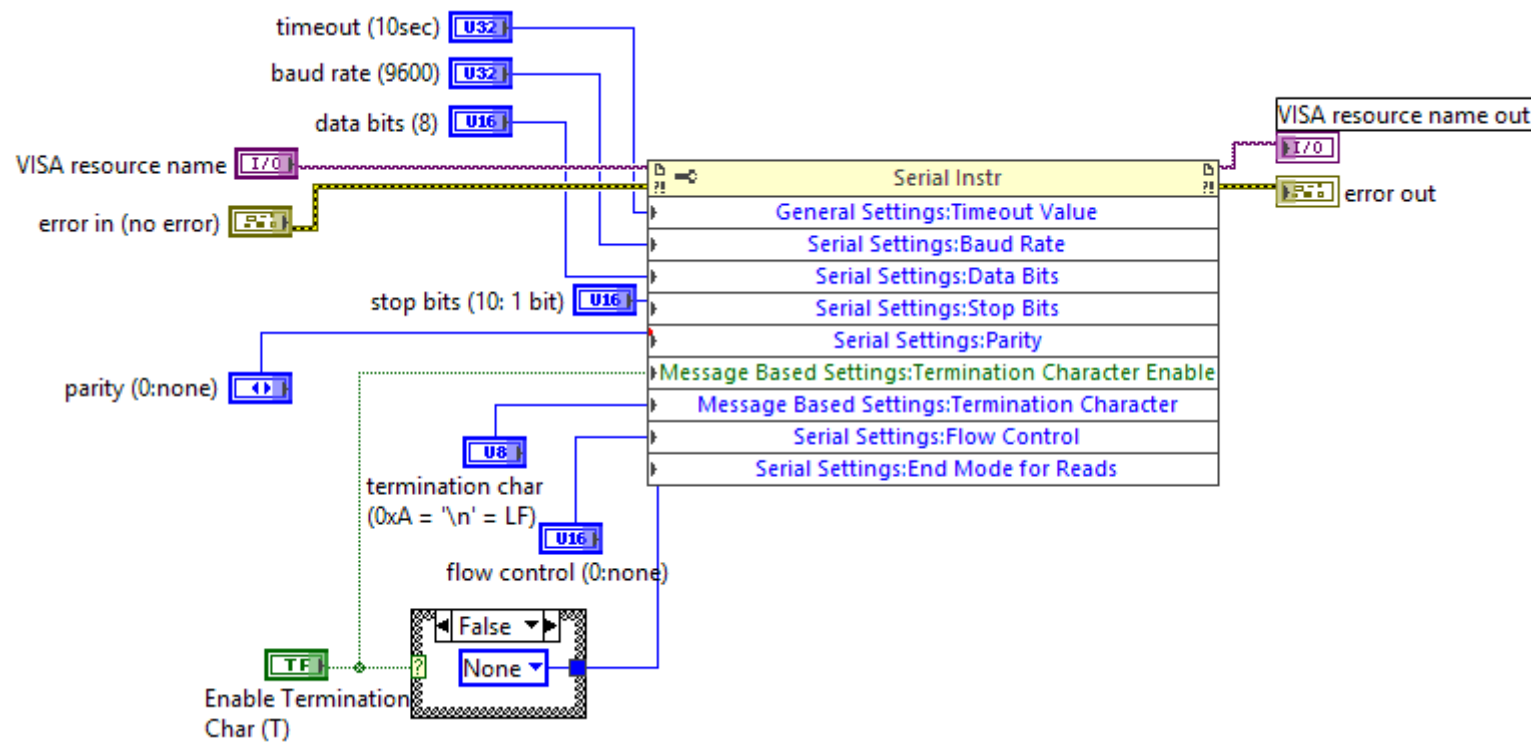 timeout (10sec)
U32
baud rate (9600)
U32
data bits (8)
U16
VISA resource name
I/O
error in (no error)
stop bits (10: 1 bit)
U16
parity (0:none)
termination char
(0xA = '\n' = LF)
U8
flow control (0:none)
U16
Enable Termination
Char (T)
TF
?
False
None
?!
Serial Instr
?!
General Settings:Timeout Value
Serial Settings:Baud Rate
Serial Settings:Data Bits
Serial Settings:Stop Bits
Serial Settings:Parity
Message Based Settings:Termination Character Enable
Message Based Settings:Termination Character
Serial Settings:Flow Control
Serial Settings:End Mode for Reads
VISA resource name out
I/O
error out